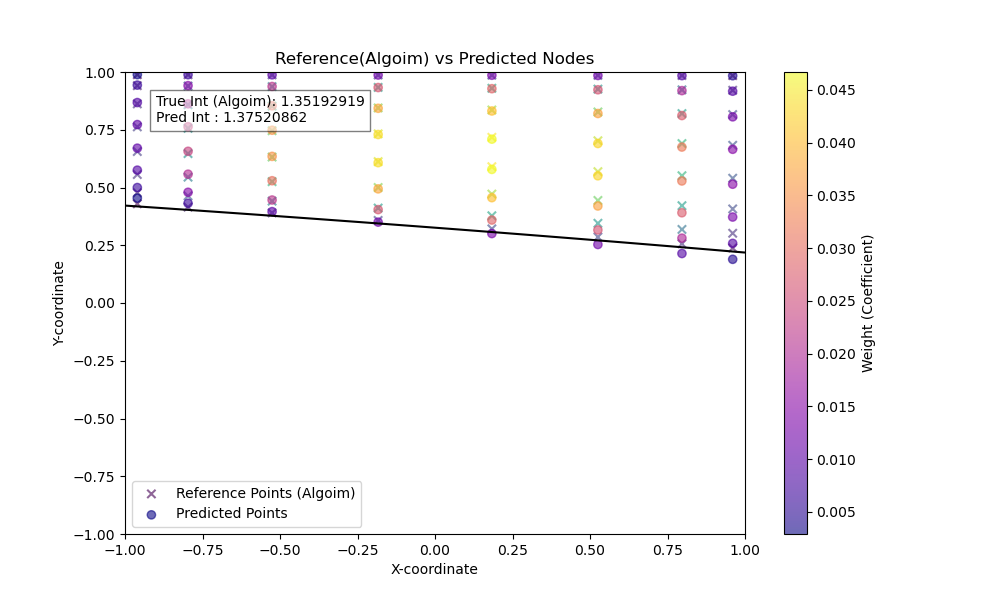 Reference(Algoim) vs Predicted Nodes
True Int (Algoim): 1.35192919
Pred Int : 1.37520862
1.00
0.75
0.50
0.25
0.00
−0.25
−0.50
−0.75
−1.00
Y-coordinate
Reference Points (Algoim)
Predicted Points
−1.00 −0.75 −0.50 −0.25 0.00 0.25 0.50 0.75 1.00
X-coordinate
0.045
0.040
0.035
0.030
0.025
0.020
0.015
0.010
0.005
Weight (Coefficient)